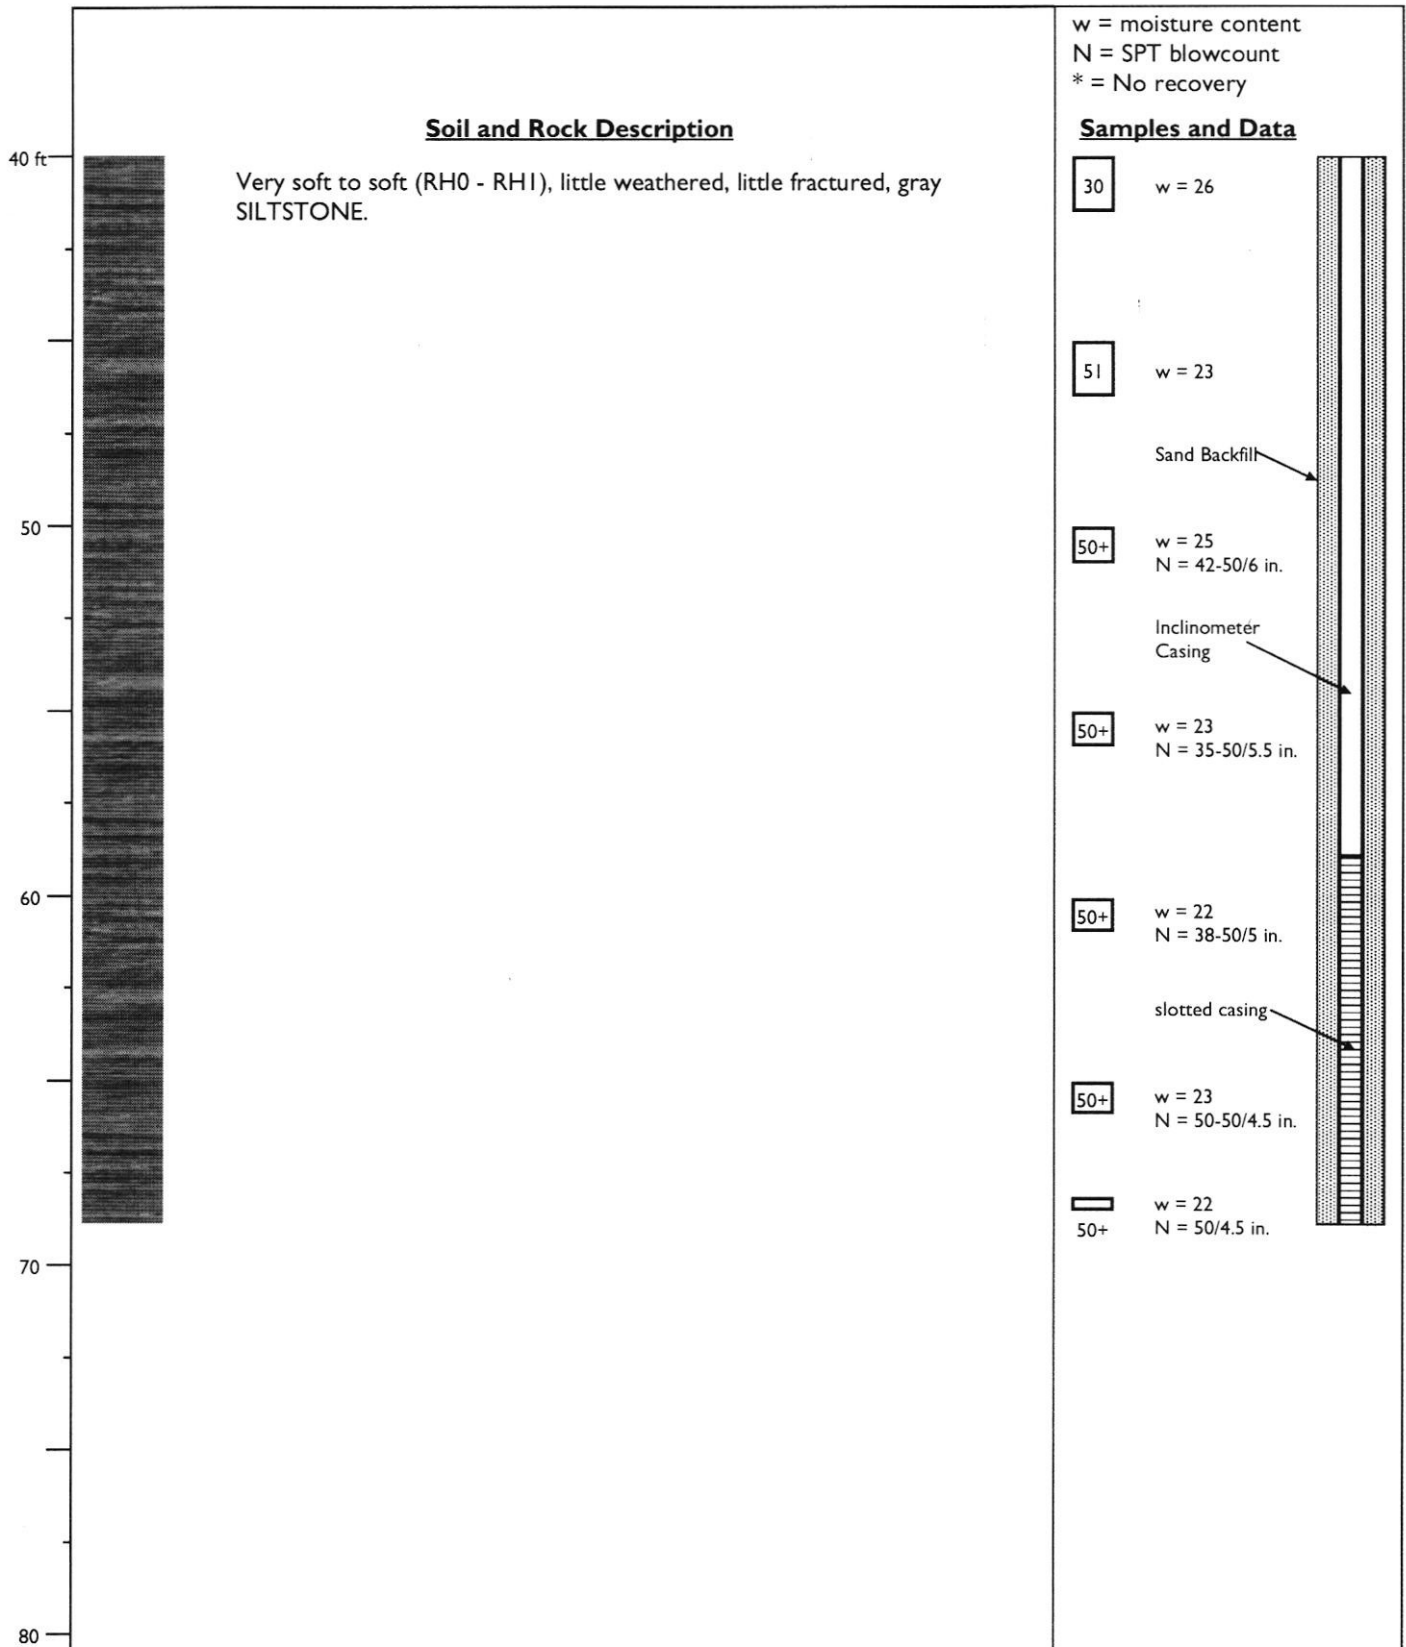 w = moisture content
N = SPT blowcount
* = No recovery
Soil and Rock Description
Samples and Data
40 ft
Very soft to soft (RH0 - RH1), little weathered, little fractured, gray
SILTSTONE.
30
w = 26
51
w = 23
Sand Backfill
50
50+
w = 25
N = 42-50/6 in.
Inclinometer
Casing
50+
w = 23
N = 35-50/5.5 in.
60
50+
w = 22
N = 38-50/5 in.
slotted casing
50+
w = 23
N = 50-50/4.5 in.
w = 22
50+
N = 50/4.5 in.
70
80